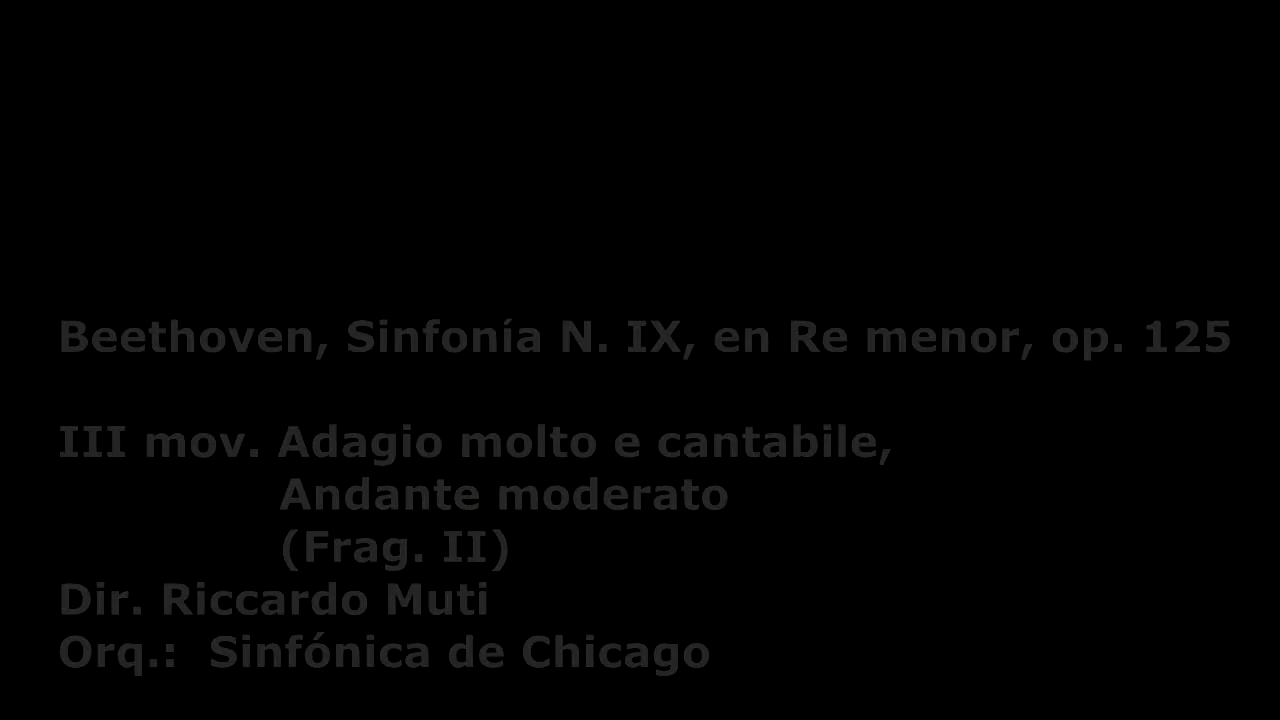 Beethoven, Sinfonía N. IX, en Re menor, op. 125
III mov. Adagio molto e cantabile,
Andante moderato
(Frag. II)
Dir. Riccardo Muti
Orq.: Sinfónica de Chicago